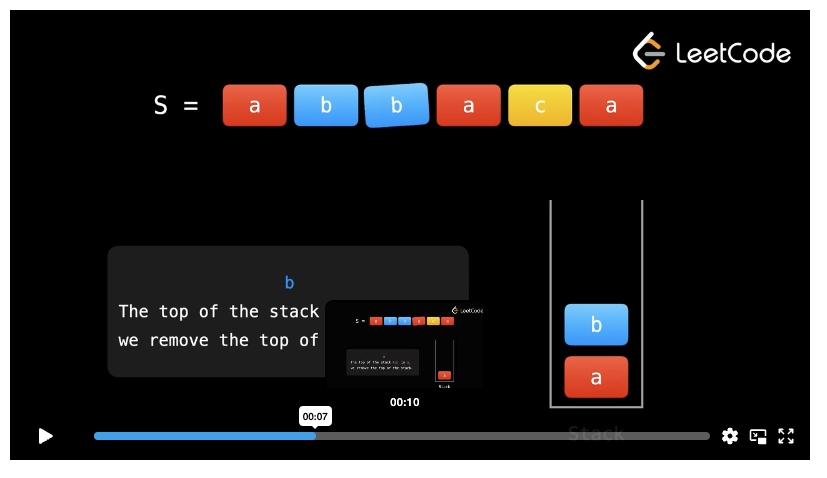 LeetCode
S = a b b a c a
b
The top of the stack
we remove the top of
b
a
LeetCode
S =
The top of the stack
we remove the top of the stack.
Stack
00:10
00:07
Stack